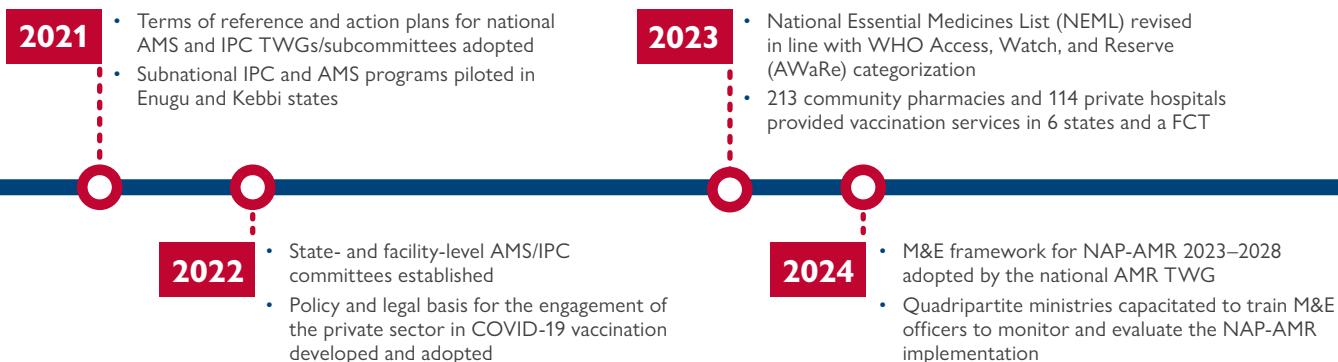 2021
• Terms of reference and action plans for national
AMS and IPC TWGs/subcommittees adopted
• Subnational IPC and AMS programs piloted in
Enugu and Kebbi states
2022
• State- and facility-level AMS/IPC
committees established
• Policy and legal basis for the engagement of
the private sector in COVID-19 vaccination
developed and adopted
2023
• National Essential Medicines List (NEML) revised
in line with WHO Access, Watch, and Reserve
(AWaRe) categorization
• 213 community pharmacies and 114 private hospitals
provided vaccination services in 6 states and a FCT
2024
• M&E framework for NAP-AMR 2023–2028
adopted by the national AMR TWG
• Quadripartite ministries capacitated to train M&E
officers to monitor and evaluate the NAP-AMR
implementation